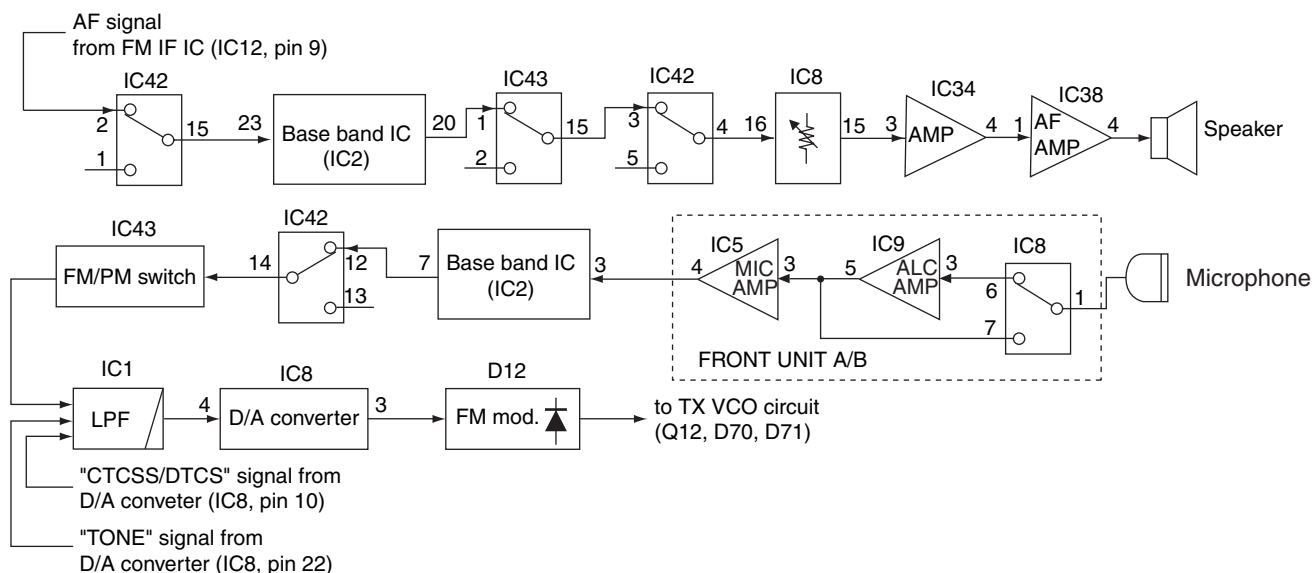 AF signal
from FM IF IC (IC12, pin 9)
IC42
IC43
IC42
IC8
IC34
IC38
2
1
15
23
Base band IC
(IC2)
20
1
2
15
3
5
4
16
15
3
AMP
4
1
AF
AMP
4
Speaker
IC43
FM/PM switch
14
IC42
12
13
7
Base band IC
(IC2)
3
4
IC5
MIC
AMP
3
5
IC9
ALC
AMP
3
IC8
6
7
1
Microphone
FRONT UNIT A/B
IC1
LPF
4
IC8
D/A converter
3
D12
FM mod.
to TX VCO circuit
(Q12, D70, D71)
"CTCSS/DTCS" signal from
D/A conveter (IC8, pin 10)
"TONE" signal from
D/A converter (IC8, pin 22)